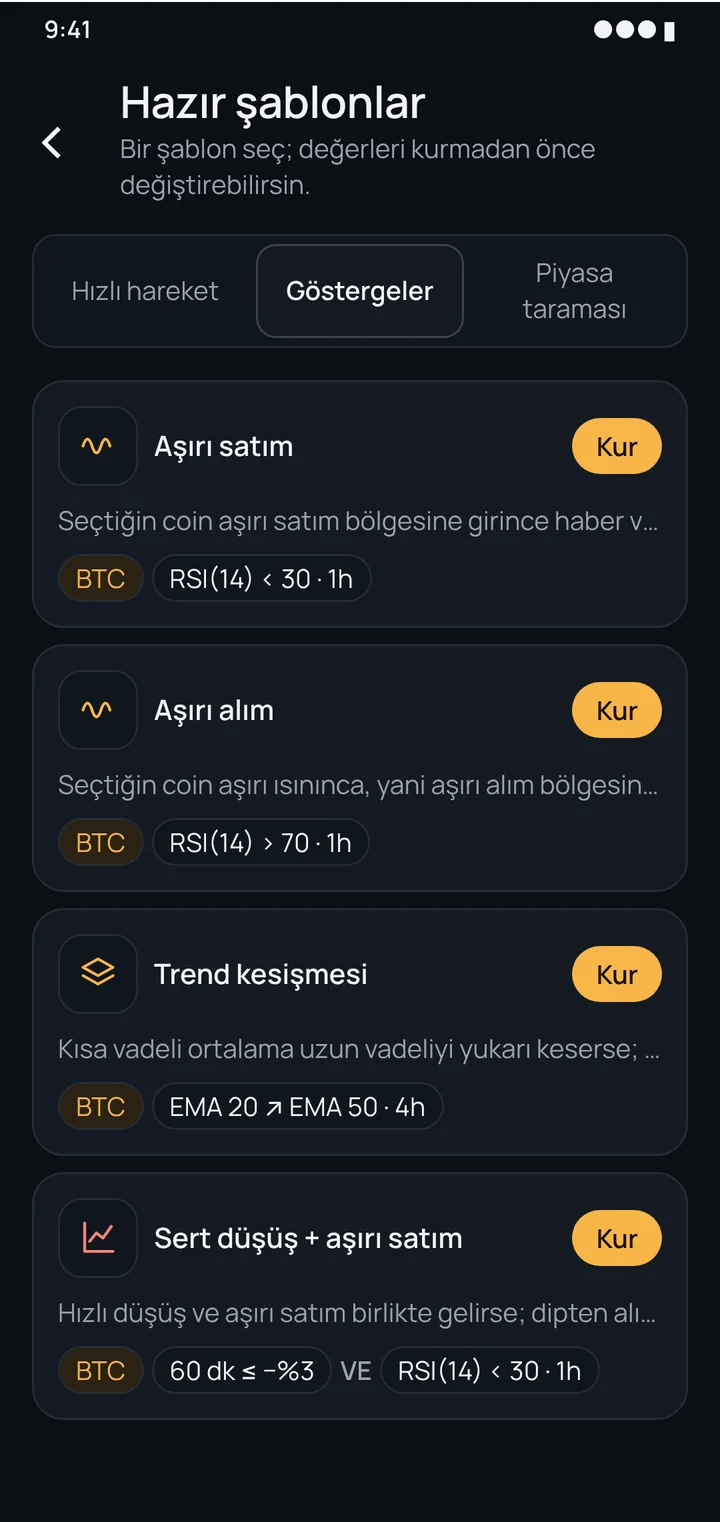 9:41
Hazır şablonlar
Bir şablon seç; değerleri kurmadan önce
değiştirebilirsin.
Hızlı hareket
Göstergeler
Piyasa
taraması
Aşırı satım
Kur
Seçtiğin coin aşırı satım bölgesine girince haber v...
BTC RSI(14) < 30 · 1h
Aşırı alım
Kur
Seçtiğin coin aşırı ısınınca, yani aşırı alım bölgesin...
BTC RSI(14) > 70 · 1h
Trend kesişmesi
Kur
Kısa vadeli ortalama uzun vadeliyi yukarı keserse; ...
BTC EMA 20 ↗ EMA 50 · 4h
Sert düşüş + aşırı satım
Kur
Hızlı düşüş ve aşırı satım birlikte gelirse; dipten alı...
BTC 60 dk ≤ −%3 VE RSI(14) < 30 · 1h